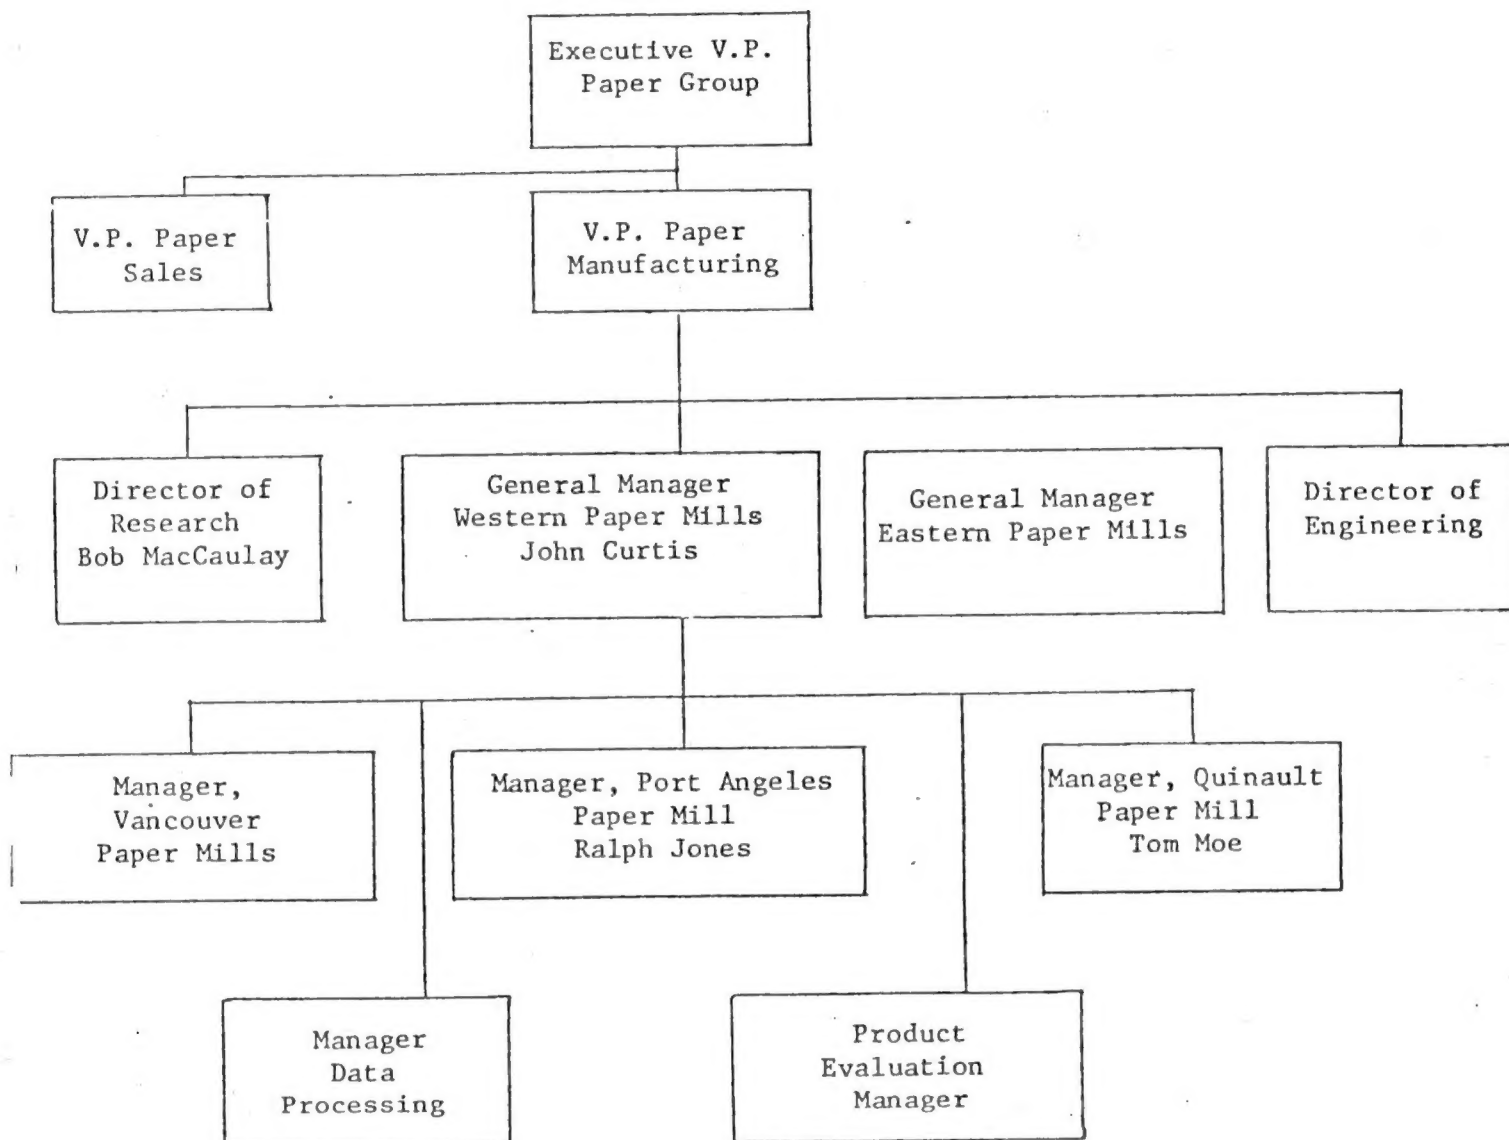 Executive V.P.
Paper Group
V.P. Paper
Sales
V.P. Paper
Manufacturing
Director of
Research
Bob MacCaulay
General Manager
Western Paper Mills
John Curtis
General Manager
Eastern Paper Mills
Director of
Engineering
Manager,
Vancouver
Paper Mills
Manager, Port Angeles
Paper Mill
Ralph Jones
Manager, Quinault
Paper Mill
Tom Moe
Manager
Data
Processing
Product
Evaluation
Manager